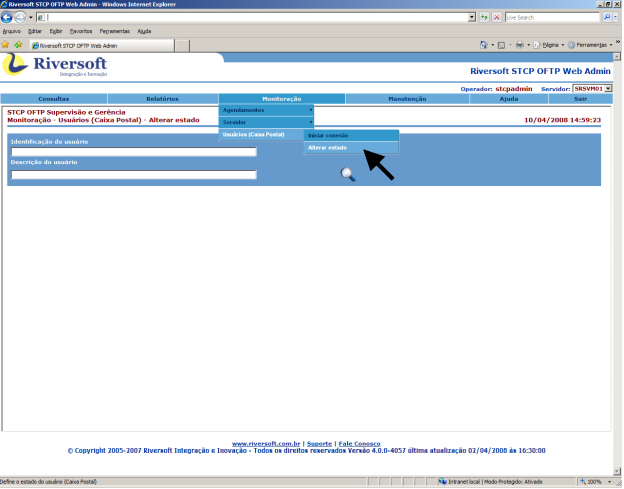 Riversoft STCP OFTP Web Admin - Windows Internet Explorer
Live Search
Arquivo Editar Exibir Favoritos Ferramentas Ajuda
Riversoft STCP OFTP Web Admin
Página Ferramentas
Riversoft
Integração e Inovação
Riversoft STCP OFTP Web Admin
Operador: stcpadmin Servidor: SRSVM01
Consultas Relatórios Monitoração Manutenção Ajuda Sair
STCP OFTP Supervisão e Gerência
Monitoração - Usuários (Caixa Postal) - Alterar estado
10/04/2008 14:59:23
Agendamentos
Servidor
Usuários (Caixa Postal)
Iniciar conexão
Alterar estado
Identificação do usuário
Descrição do usuário
www.riversoft.com.br | Suporte | Fale Conosco
© Copyright 2005-2007 Riversoft Integração e Inovação - Todos os direitos reservados Versão 4.0.0-4057 última atualização 02/04/2008 às 16:30:00
Define o estado do usuário (Caixa Postal)
Intranet local | Modo Protegido: Ativado
100%